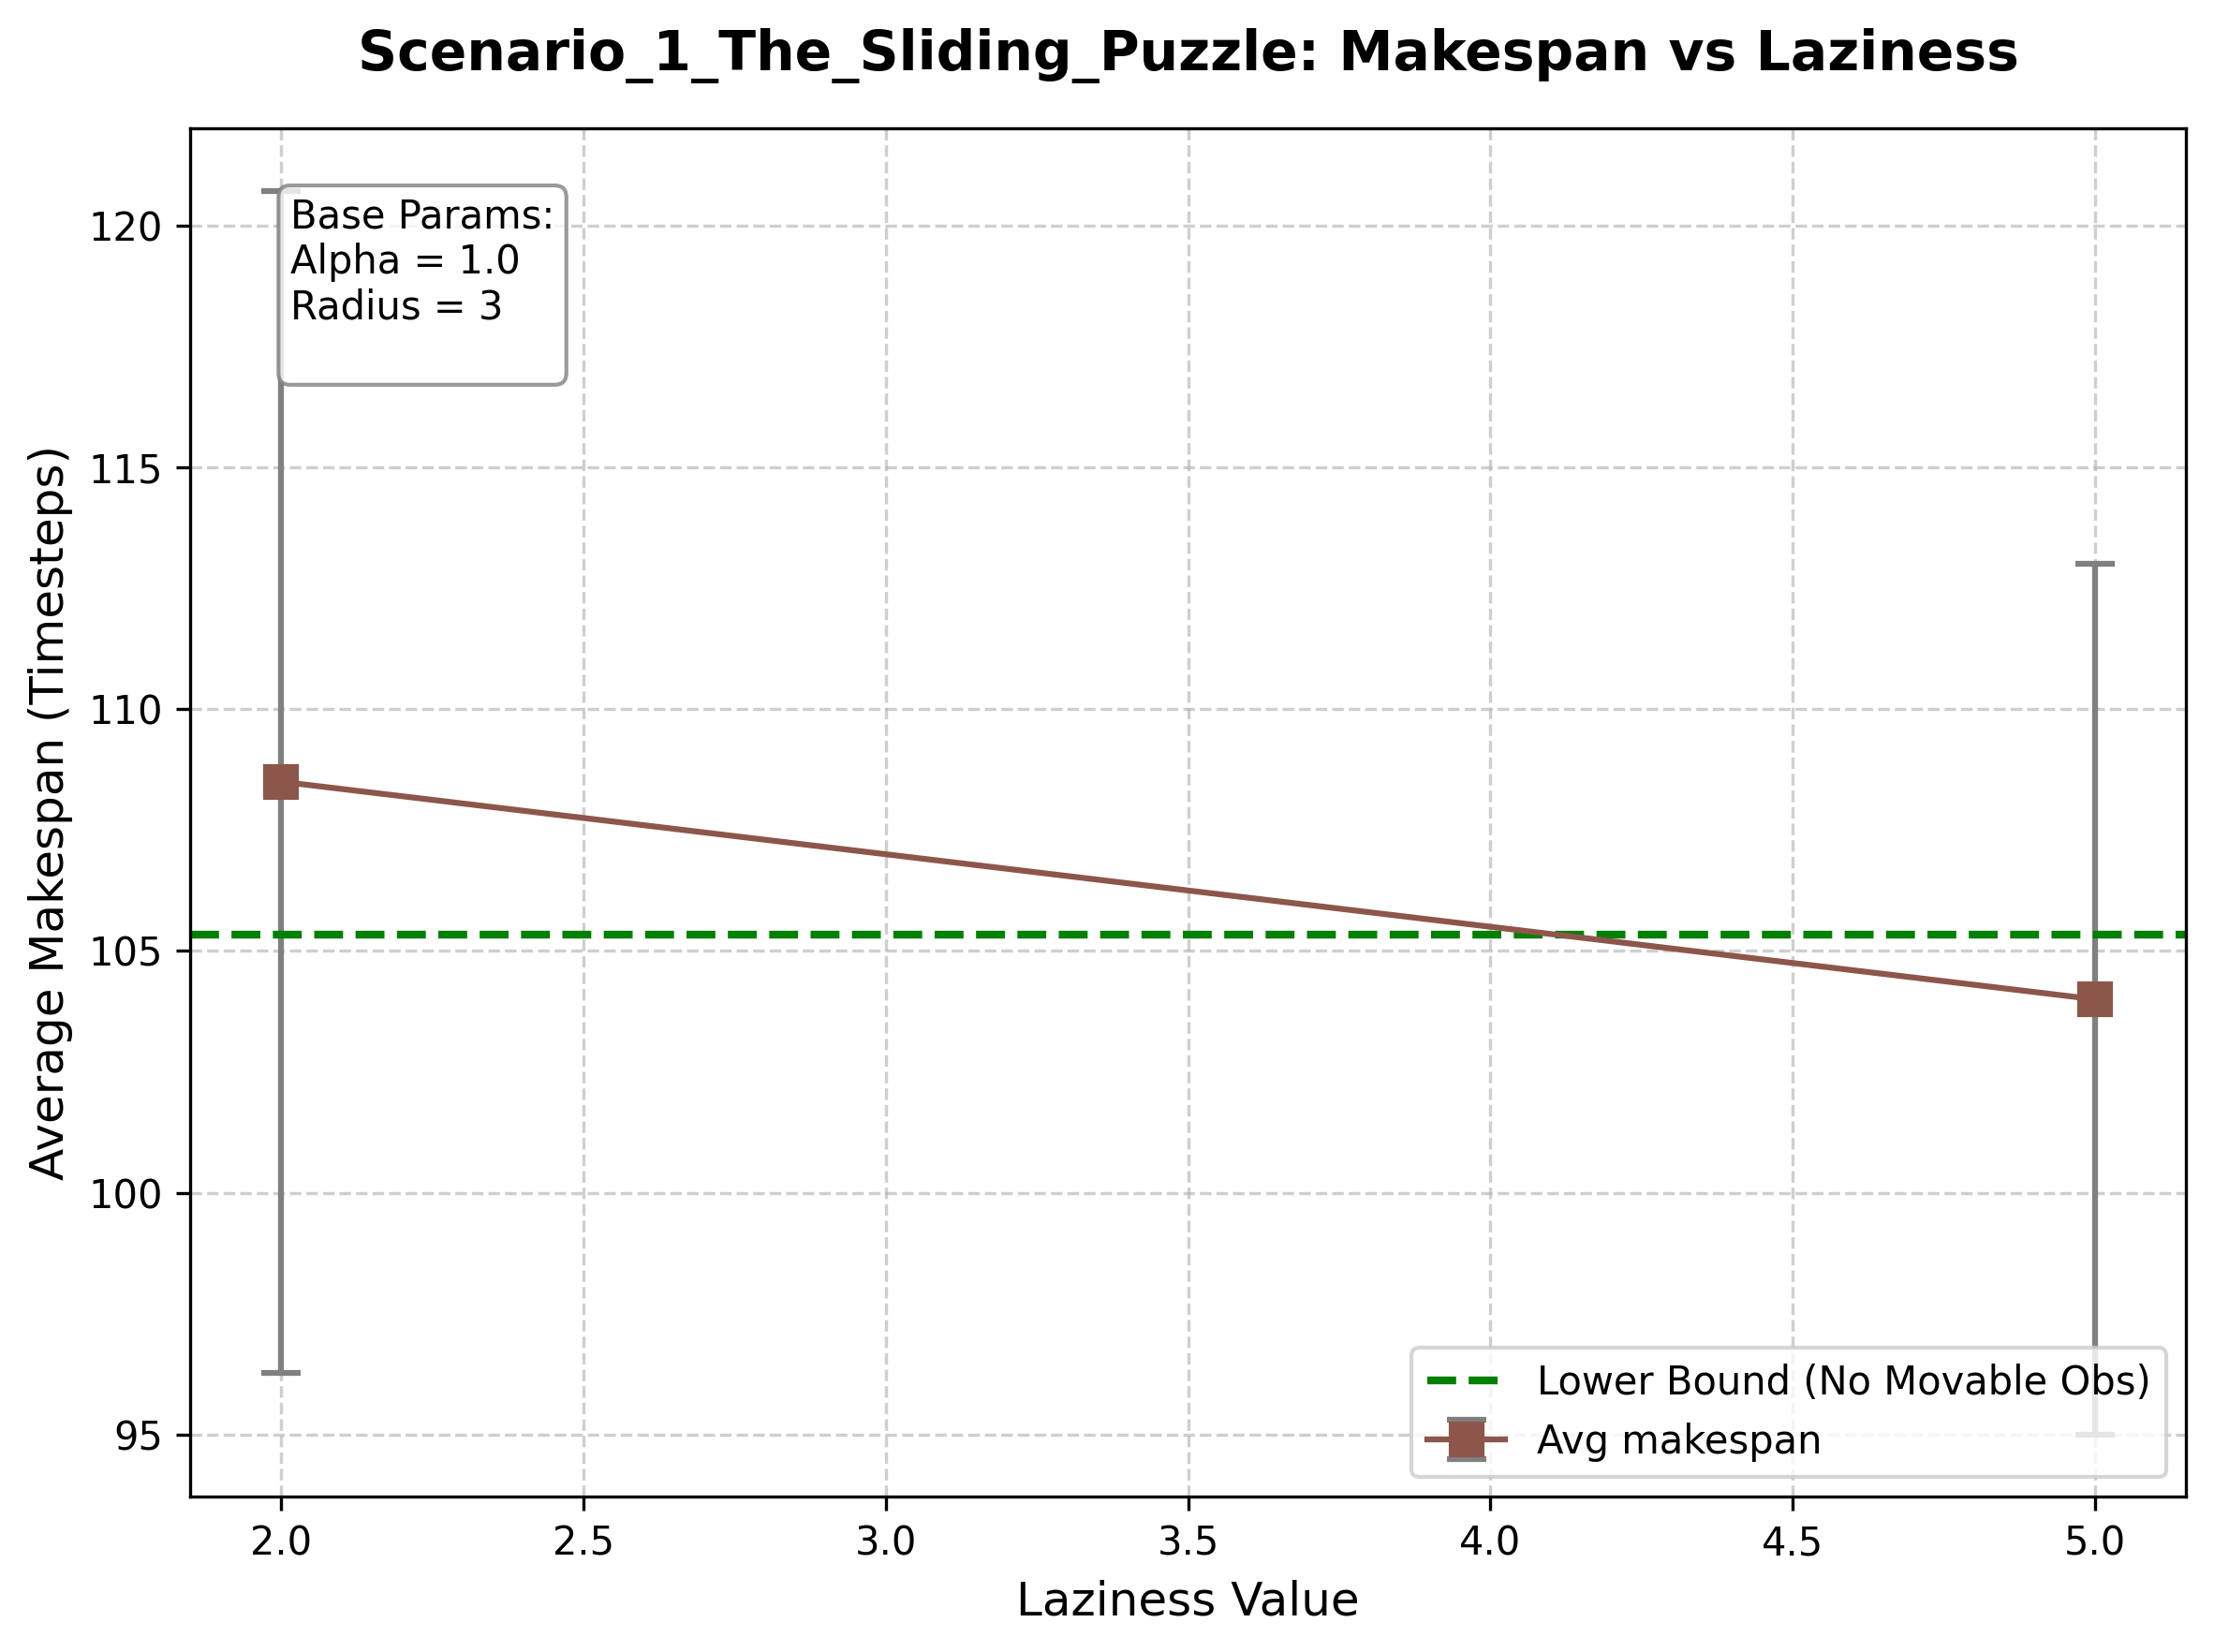 Scenario_1_The_Sliding_Puzzle: Makespan vs Laziness
Average Makespan (Timesteps)
120
115
110
105
100
95
Base Params:
Alpha = 1.0
Radius = 3
Lower Bound (No Movable Obs)
Avg makespan
2.0 2.5 3.0 3.5 4.0 4.5 5.0
Laziness Value